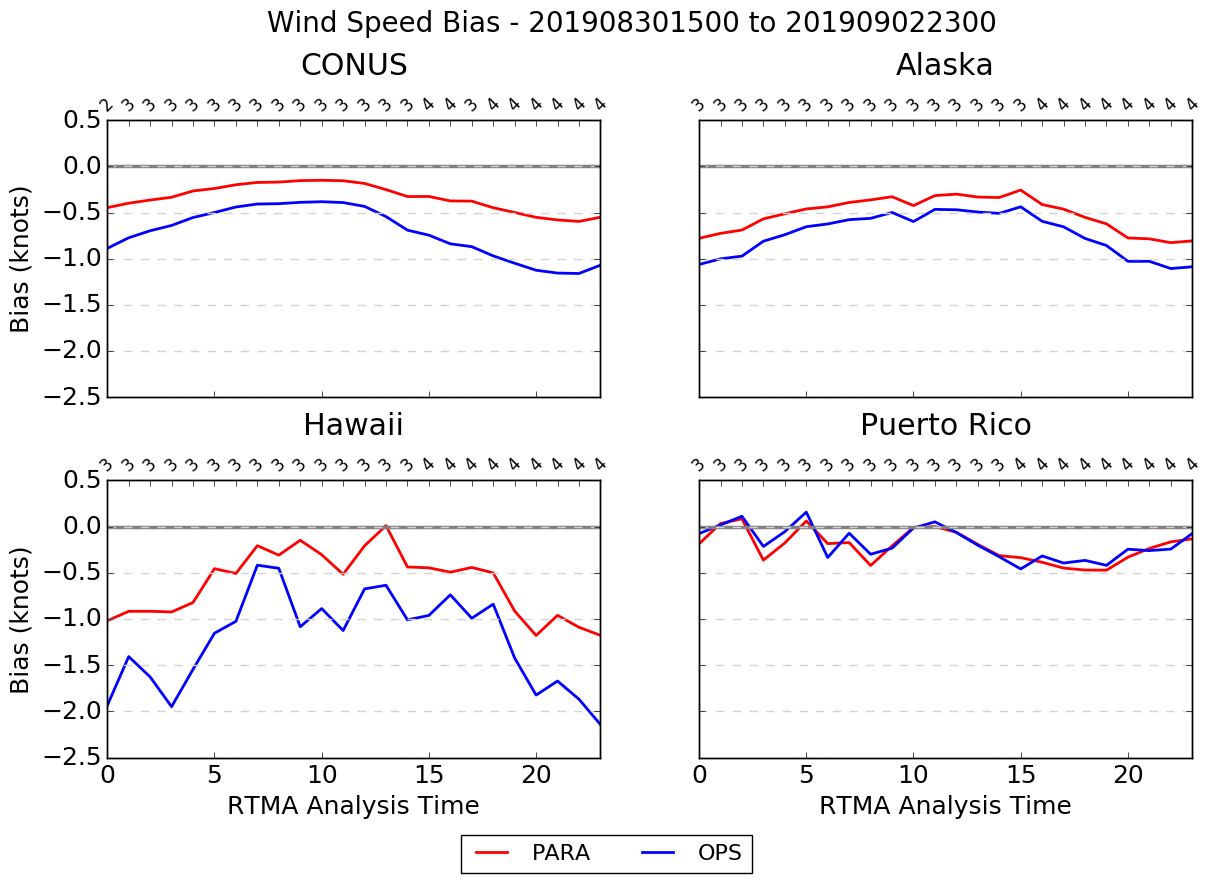 Wind Speed Bias - 201908301500 to 201909022300
CONUS
2 3 3 3 3 3 3 3 3 3 3 3 3 3 3 4 4 3 4 4 4 4 4 4
0.5
0.0
−0.5
−1.0
−1.5
−2.0
−2.5
Bias (knots)
Alaska
3 3 3 3 3 3 3 3 3 3 3 3 3 3 3 3 4 4 4 4 4 4 4 4
Hawaii
3 3 3 3 3 3 3 3 3 3 3 3 3 3 3 4 4 4 4 4 4 4 4 4
0.5
0.0
−0.5
−1.0
−1.5
−2.0
−2.5
Bias (knots)
0 5 10 15 20
RTMA Analysis Time
Puerto Rico
3 3 3 3 3 3 3 3 3 3 3 3 3 3 3 4 4 4 4 4 4 4 4 4
0 5 10 15 20
RTMA Analysis Time
PARA OPS